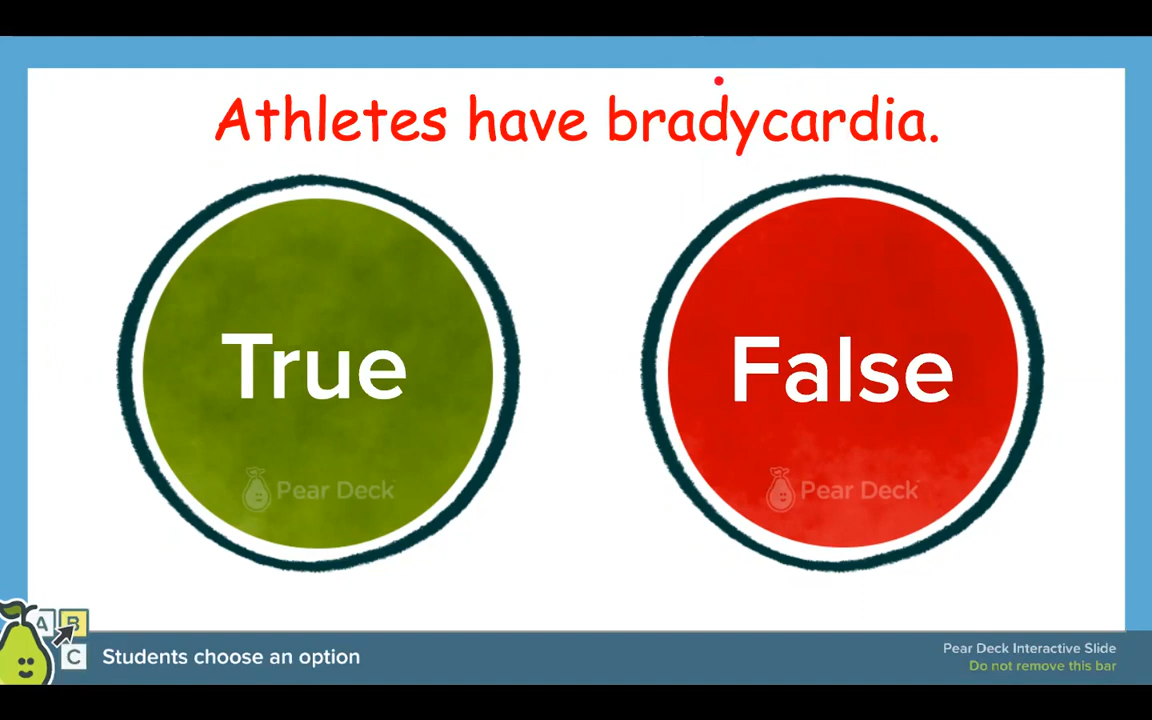 Athletes have bradycardia.
True
False
Pear Deck
Pear Deck
A B
C
Students choose an option
Pear Deck Interactive Slide
Do not remove this bar